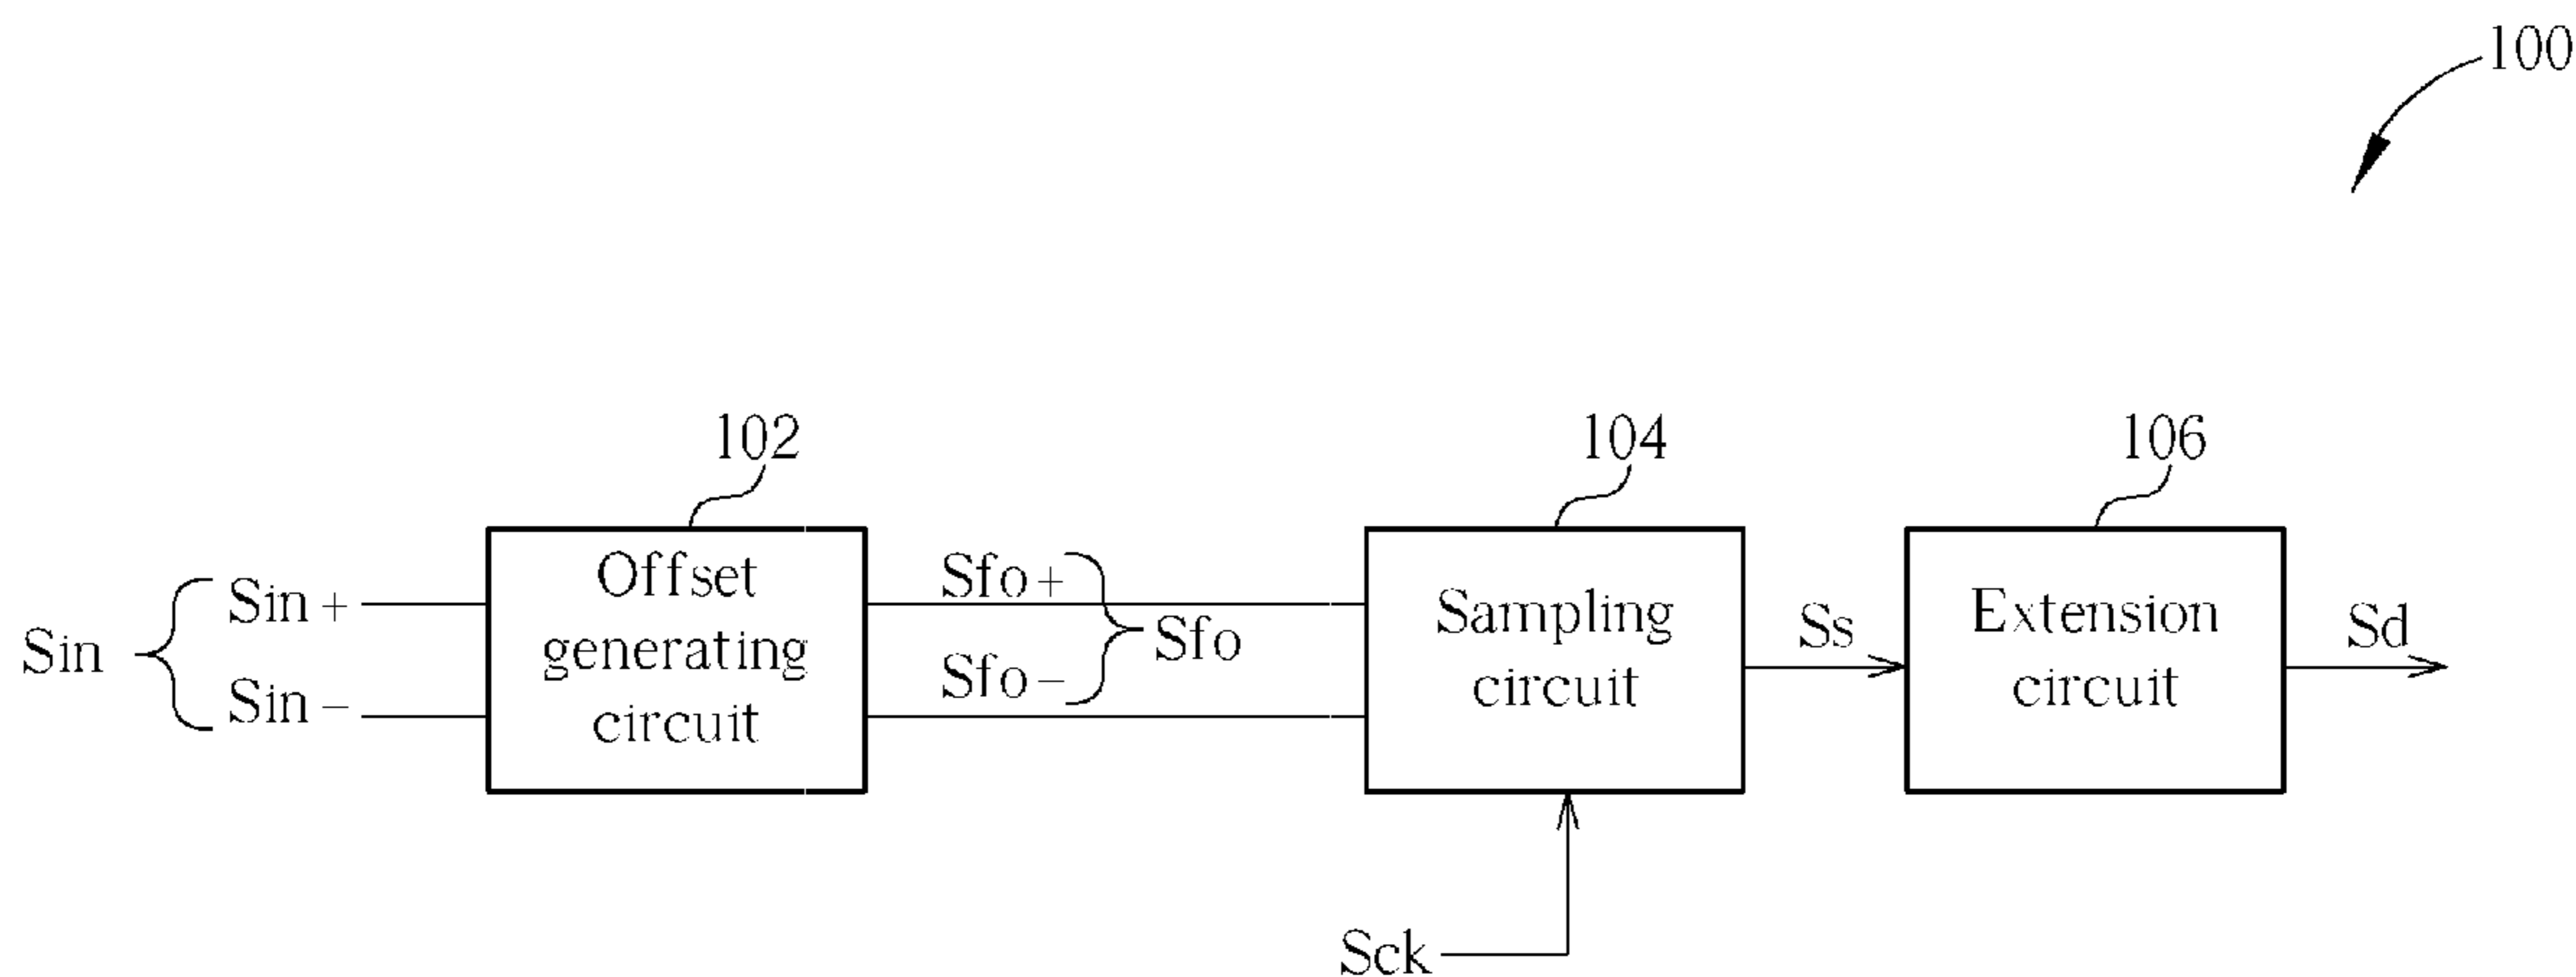 100
102
104
106
Sin
Sin+
Sin-
Offset
generating
circuit
Sfo+
Sfo-
Sfo
Sampling
circuit
Ss
Extension
circuit
Sd
Sck